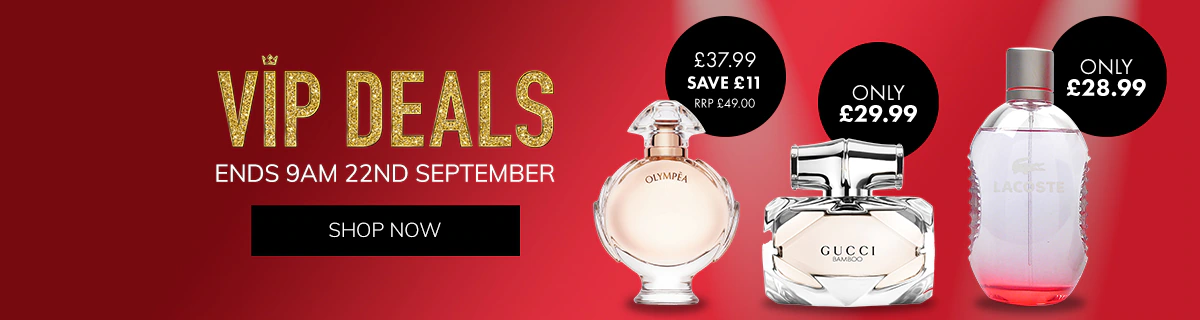 VIP DEALS
ENDS 9AM 22ND SEPTEMBER
SHOP NOW
£37.99
SAVE £11
RRP £49.00
OLYMPÉA
ONLY
£29.99
GUCCI
BAMBOO
ONLY
£28.99
LACOSTE